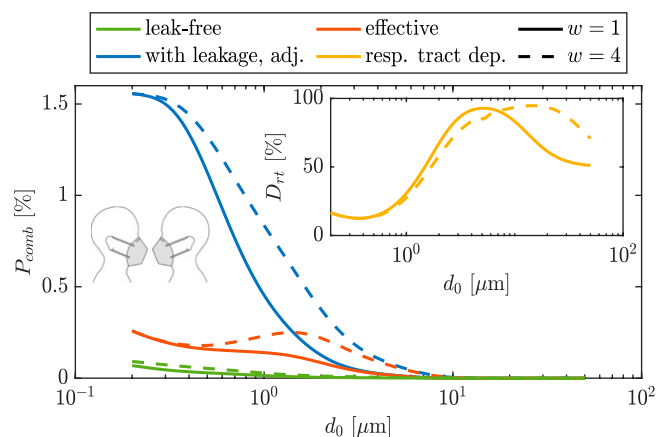 leak-free effective w = 1
with leakage, adj. resp. tract dep. w = 4
1.5
1
0.5
0
P_comb [%]
10^-1 10^0 10^1 10^2
d_0 [μm]
100
50
0
D_rt [%]
10^0 10^2
d_0 [μm]